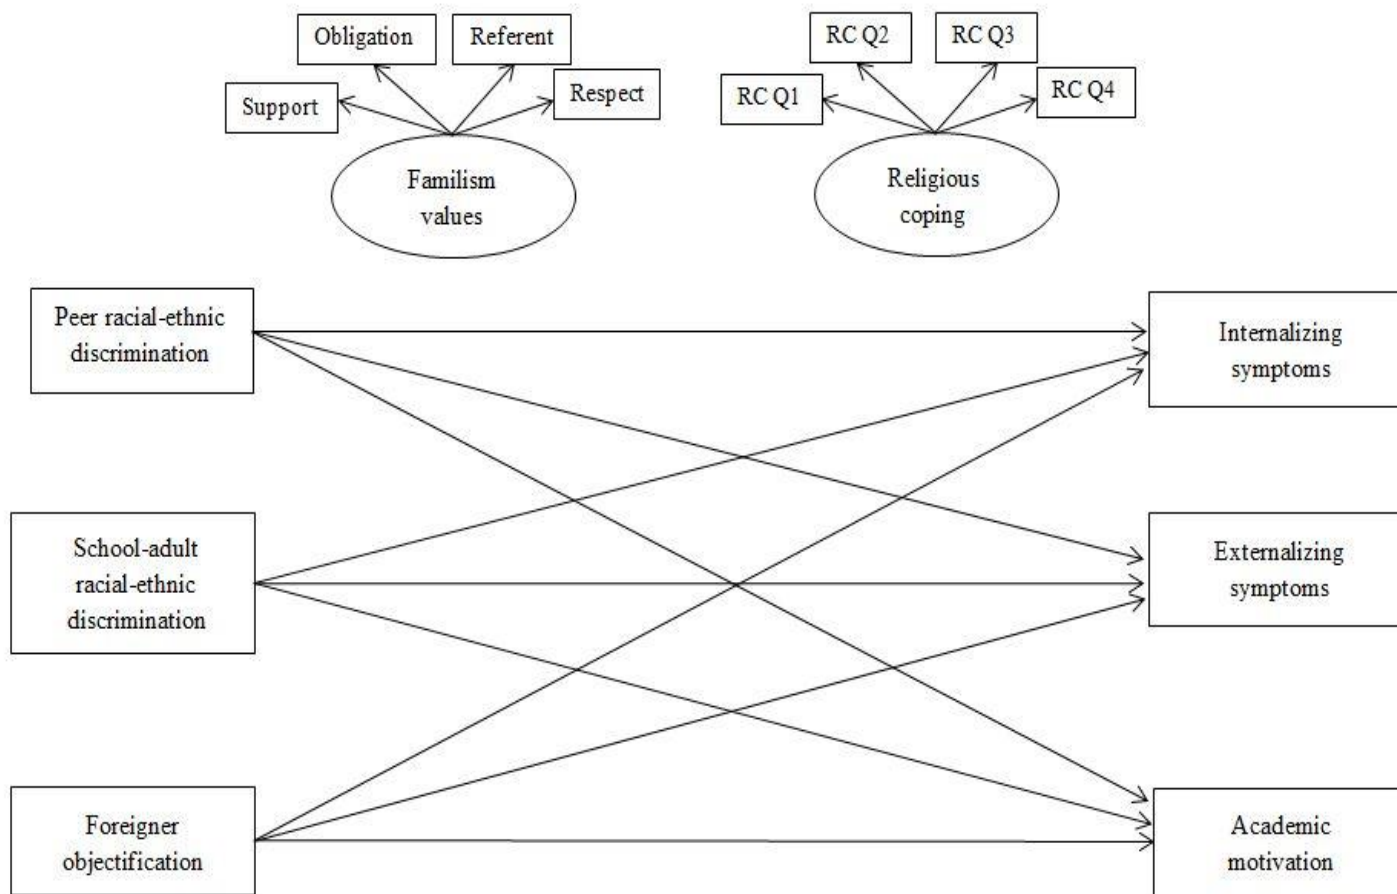 Obligation
Referent
Support
Respect
Familism
values
RC Q2
RC Q3
RC Q1
RC Q4
Religious
coping
Peer racial-ethnic
discrimination
Internalizing
symptoms
School-adult
racial-ethnic
discrimination
Externalizing
symptoms
Foreigner
objectification
Academic
motivation